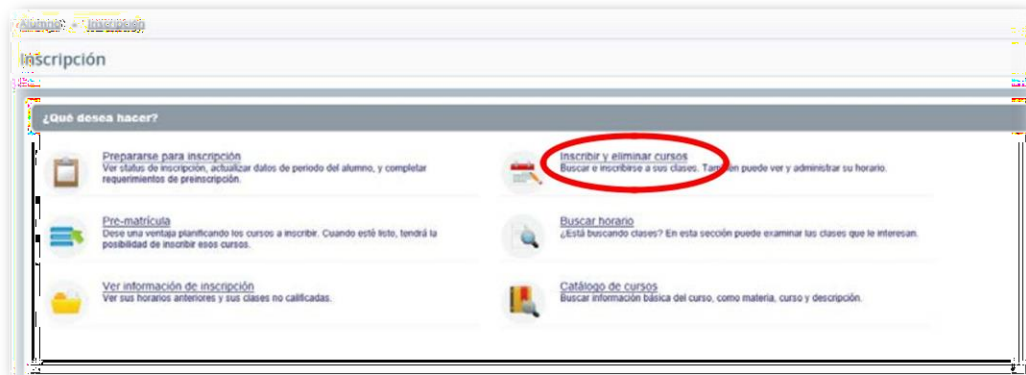 Alumno • Inscripción
Inscripción
¿Qué desea hacer?
Prepararse para inscripción
Ver status de inscripción, actualizar datos de periodo del alumno, y completar
requerimientos de preinscripción.
Inscribir y eliminar cursos
Buscar e inscribirse a sus clases. También puede ver y administrar su horario.
Pre-matrícula
Dese una ventaja planificando los cursos a inscribir. Cuando esté listo, tendrá la
posibilidad de inscribir esos cursos.
Buscar horario
¿Está buscando clases? En esta sección puede examinar las clases que le interesan.
Ver información de inscripción
Ver sus horarios anteriores y sus clases no calificadas.
Catálogo de cursos
Buscar información básica del curso, como materia, curso y descripción.